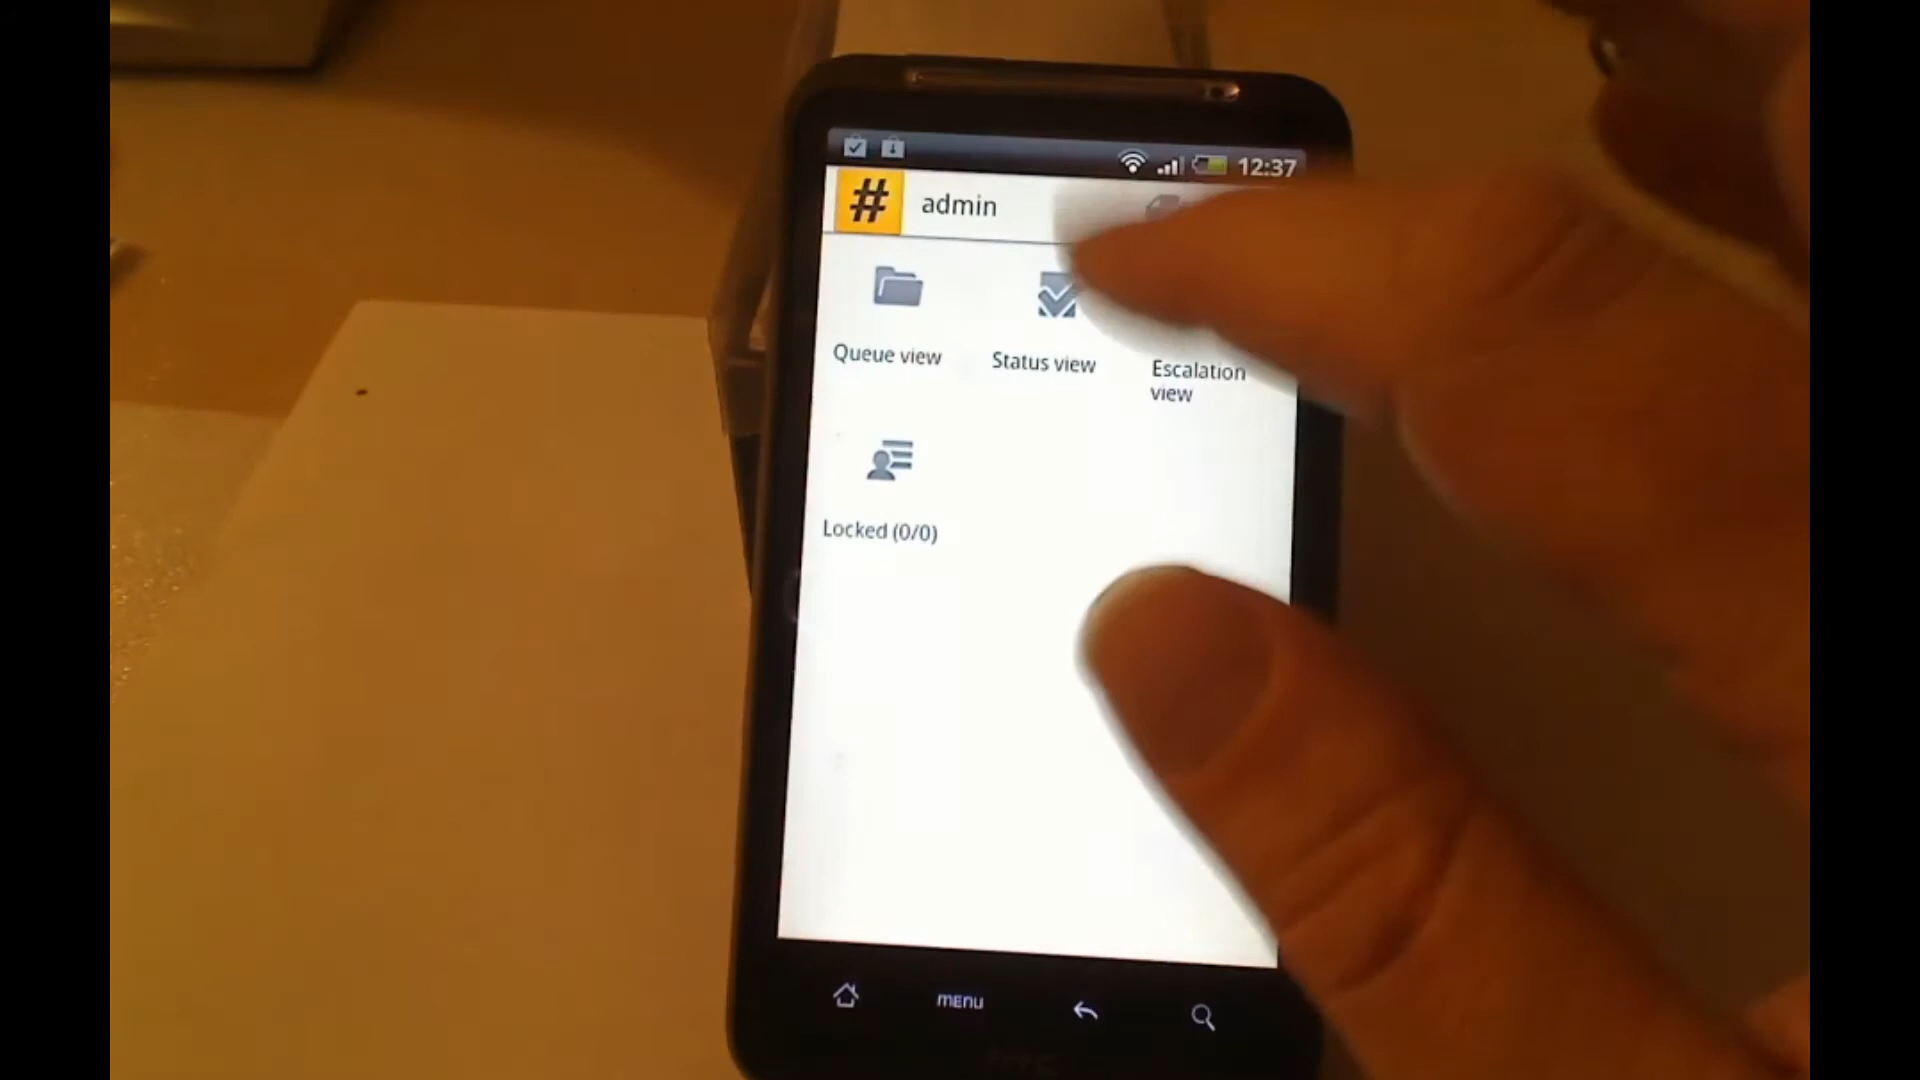 12:37
# admin
Queue view
Status view
Escalation
view
Locked (0/0)
MENU